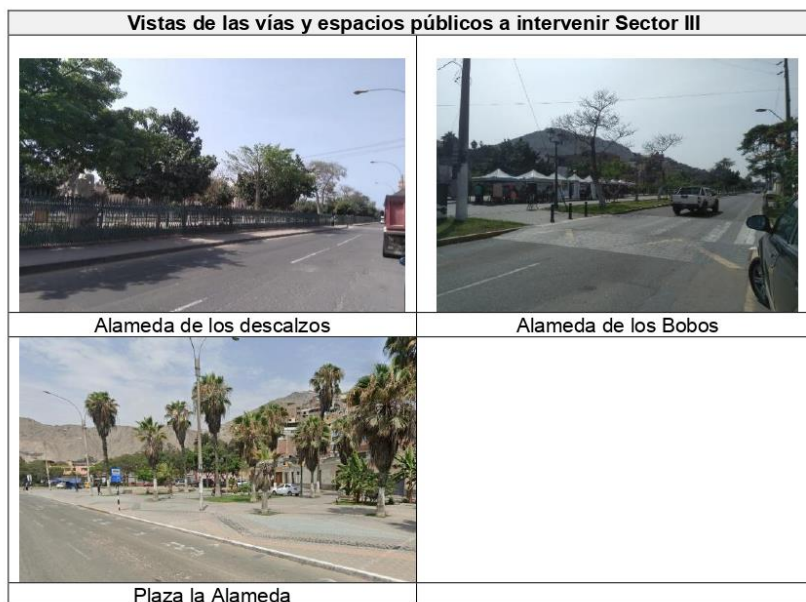 Vistas de las vías y espacios públicos a intervenir Sector III
Alameda de los descalzos
Alameda de los Bobos
Plaza la Alameda